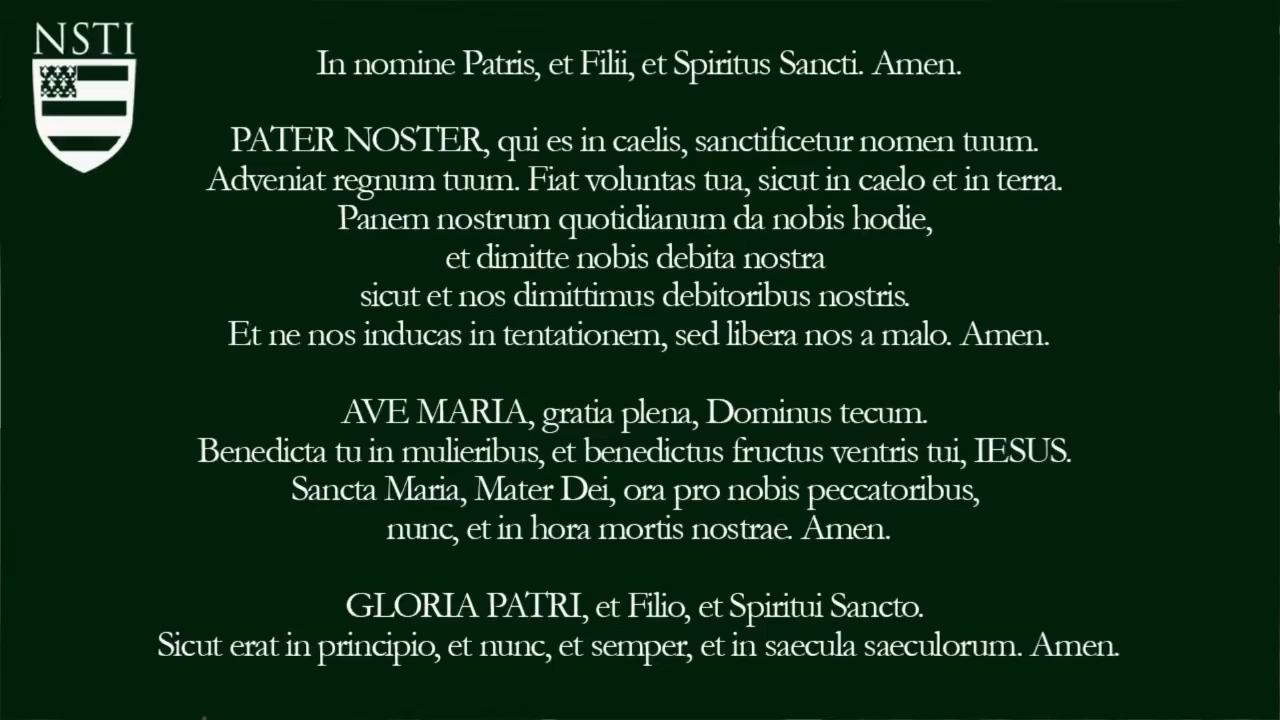 NSTI
In nomine Patris, et Filii, et Spiritus Sancti. Amen.
PATER NOSTER, qui es in caelis, sanctificetur nomen tuum.
Adveniat regnum tuum. Fiat voluntas tua, sicut in caelo et in terra.
Panem nostrum quotidianum da nobis hodie,
et dimitte nobis debita nostra
sicut et nos dimittimus debitoribus nostris.
Et ne nos inducas in tentationem, sed libera nos a malo. Amen.
AVE MARIA, gratia plena, Dominus tecum.
Benedicta tu in mulieribus, et benedictus fructus ventris tui, IESUS.
Sancta Maria, Mater Dei, ora pro nobis peccatoribus,
nunc, et in hora mortis nostrae. Amen.
GLORIA PATRI, et Filio, et Spiritui Sancto.
Sicut erat in principio, et nunc, et semper, et in saecula saeculorum. Amen.